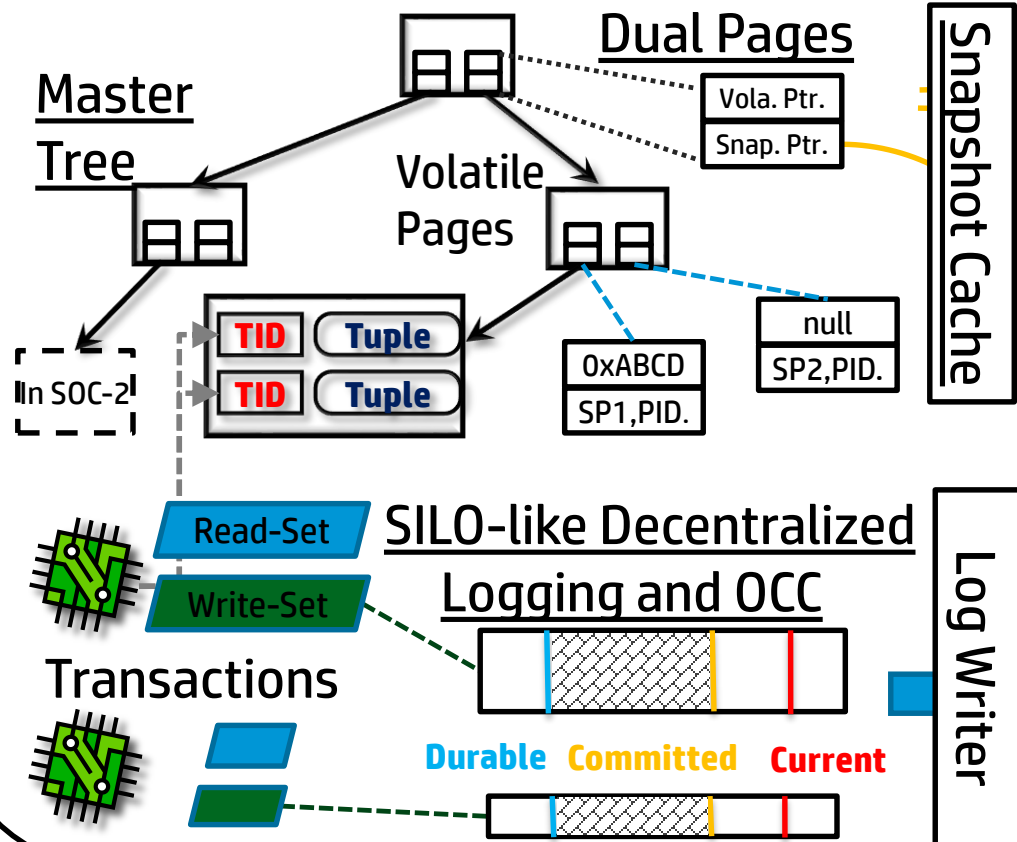 Dual Pages
Snapshot Cache
Master
Tree
Vola. Ptr.
Snap. Ptr.
Volatile
Pages
null
SP2,PID.
TID
Tuple
0xABCD
SP1,PID.
In SOC-2
TID
Tuple
Read-Set
SILO-like Decentralized
Logging and OCC
Write-Set
Log Writer
Transactions
Durable
Committed
Current